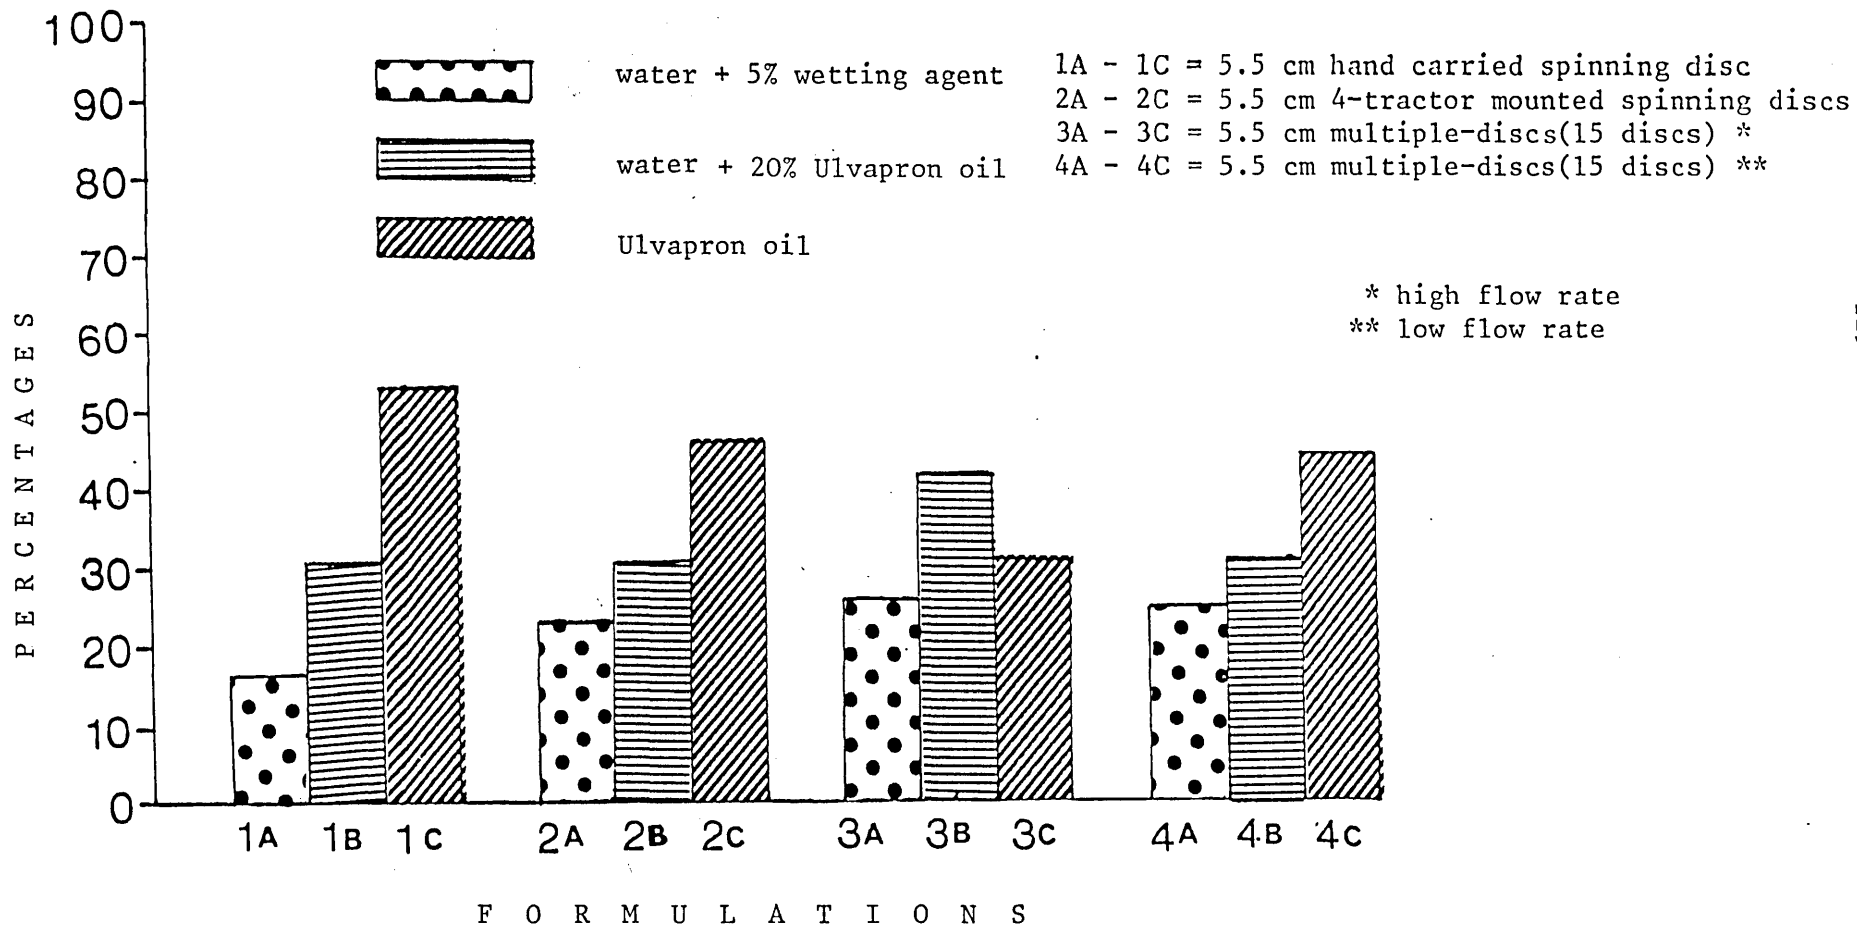 100
90
80
70
60
50
40
30
20
10
0
PERCENTAGES
water + 5% wetting agent
water + 20% Ulvapron oil
Ulvapron oil
1A - 1C = 5.5 cm hand carried spinning disc
2A - 2C = 5.5 cm 4-tractor mounted spinning discs
3A - 3C = 5.5 cm multiple-discs(15 discs) *
4A - 4C = 5.5 cm multiple-discs(15 discs) **
* high flow rate
** low flow rate
1A 1B 1C 2A 2B 2C 3A 3B 3C 4A 4B 4C
FORMULATIONS